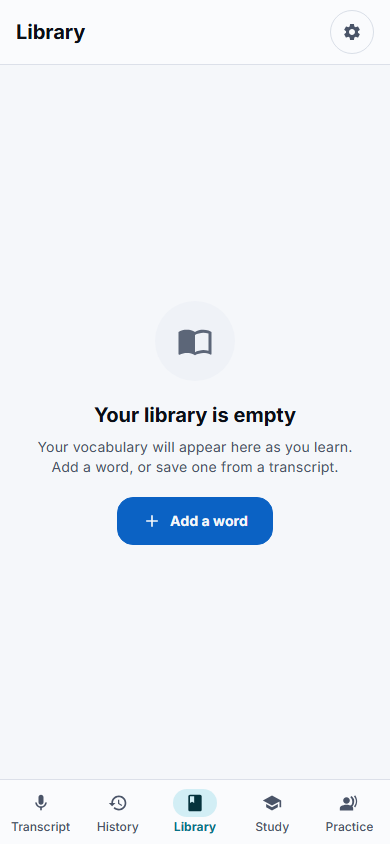 Library
Your library is empty
Your vocabulary will appear here as you learn.
Add a word, or save one from a transcript.
Add a word
Transcript
History
Library
Study
Practice